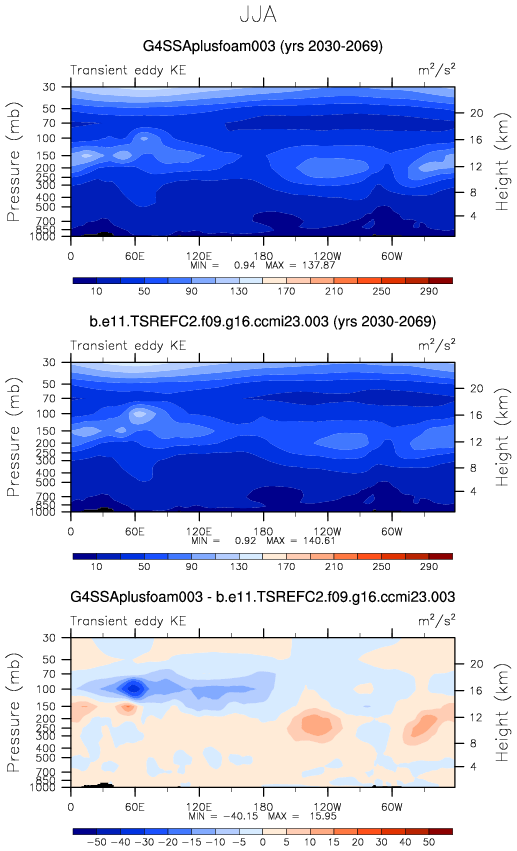 JJA
G4SSAplusfoam003 (yrs 2030-2069)
Transient eddy KE m²/s²
Pressure (mb)
30
50
70
100
150
200
250
300
400
500
700
850
1000
20
16
12
8
4
Height (km)
0 60E 120E 180 120W 60W
MIN = 0.94 MAX = 137.87
10 50 90 130 170 210 250 290
b.e11.TSREFC2.f09.g16.ccmi23.003 (yrs 2030-2069)
Transient eddy KE m²/s²
Pressure (mb)
30
50
70
100
150
200
250
300
400
500
700
850
1000
20
16
12
8
4
Height (km)
0 60E 120E 180 120W 60W
MIN = 0.92 MAX = 140.61
10 50 90 130 170 210 250 290
G4SSAplusfoam003 - b.e11.TSREFC2.f09.g16.ccmi23.003
Transient eddy KE m²/s²
Pressure (mb)
30
50
70
100
150
200
250
300
400
500
700
850
1000
20
16
12
8
4
Height (km)
0 60E 120E 180 120W 60W
MIN = -40.15 MAX = 15.95
-50 -40 -30 -20 -15 -10 -5 0 5 10 15 20 30 40 50